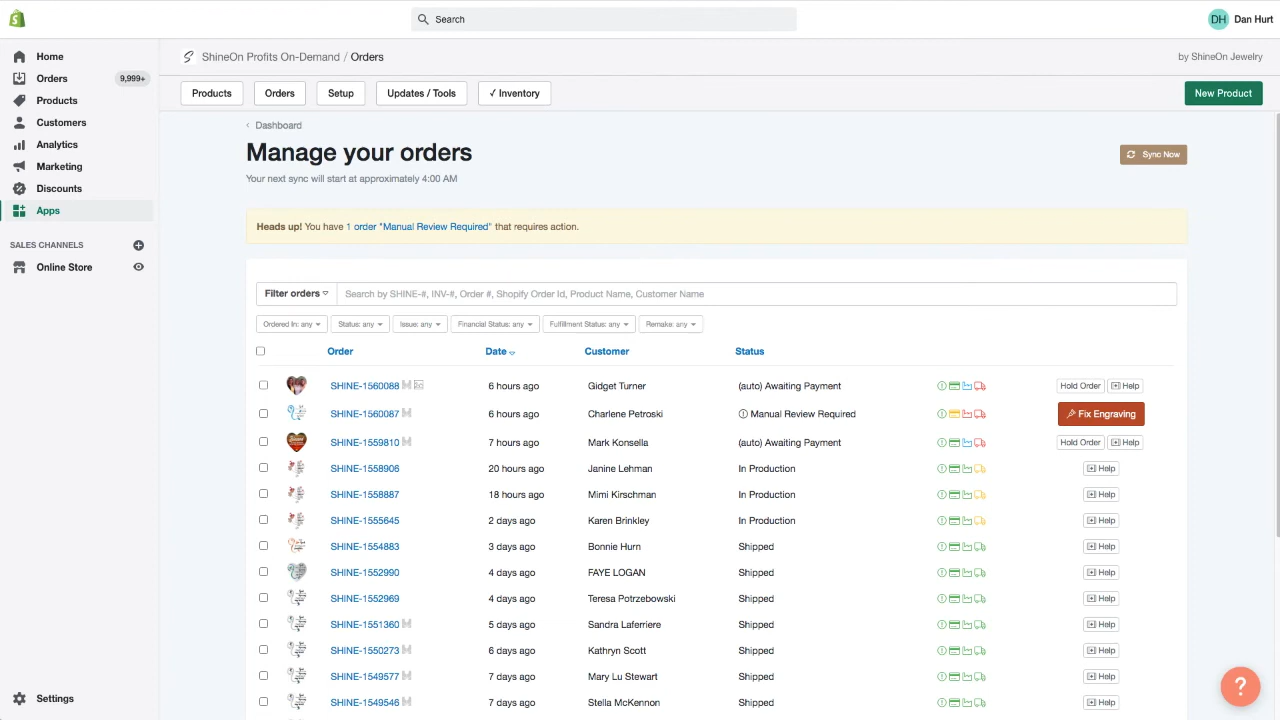 Search
DH Dan Hurt
Home
Orders 9,999+
Products
Customers
Analytics
Marketing
Discounts
Apps
SALES CHANNELS
Online Store
Settings
ShineOn Profits On-Demand / Orders
by ShineOn Jewelry
Products Orders Setup Updates / Tools ✓ Inventory New Product
‹ Dashboard
Manage your orders
Sync Now
Your next sync will start at approximately 4:00 AM
Heads up! You have 1 order "Manual Review Required" that requires action.
Filter orders Search by SHINE-#, INV-#, Order #, Shopify Order Id, Product Name, Customer Name
Ordered In: any Status: any Issue: any Financial Status: any Fulfillment Status: any Remake: any
Order Date Customer Status
SHINE-1560088 6 hours ago Gidget Turner (auto) Awaiting Payment Hold Order Help
SHINE-1560087 6 hours ago Charlene Petroski Manual Review Required Fix Engraving
SHINE-1559810 7 hours ago Mark Konsella (auto) Awaiting Payment Hold Order Help
SHINE-1558906 20 hours ago Janine Lehman In Production Help
SHINE-1558887 18 hours ago Mimi Kirschman In Production Help
SHINE-1555645 2 days ago Karen Brinkley In Production Help
SHINE-1554883 3 days ago Bonnie Hurn Shipped Help
SHINE-1552990 4 days ago FAYE LOGAN Shipped Help
SHINE-1552969 4 days ago Teresa Potrzebowski Shipped Help
SHINE-1551360 5 days ago Sandra Laferriere Shipped Help
SHINE-1550273 6 days ago Kathryn Scott Shipped Help
SHINE-1549577 7 days ago Mary Lu Stewart Shipped Help
SHINE-1549546 7 days ago Stella McKennon Shipped Help
?